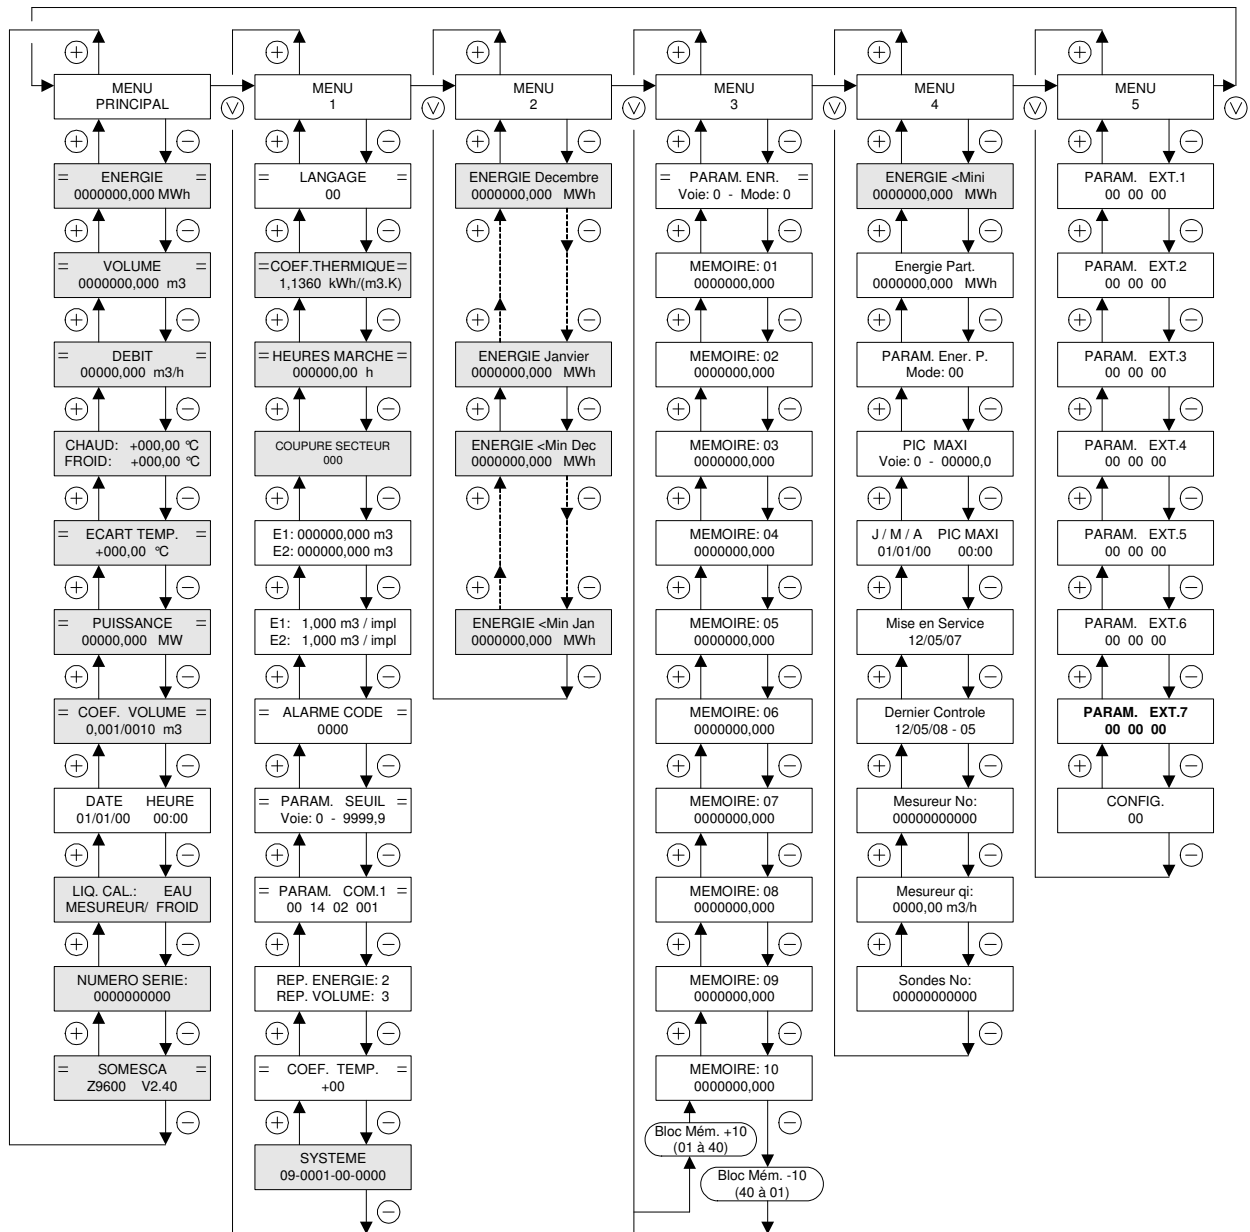 MENU
PRINCIPAL
= ENERGIE =
0000000,000 MWh
= VOLUME =
0000000,000 m3
= DEBIT =
00000,000 m3/h
CHAUD: +000,00 °C
FROID: +000,00 °C
= ECART TEMP. =
+000,00 °C
= PUISSANCE =
00000,000 MW
= COEF. VOLUME =
0,001/0010 m3
DATE HEURE
01/01/00 00:00
LIQ. CAL.: EAU
MESUREUR/ FROID
NUMERO SERIE:
0000000000
= SOMESCA =
Z9600 V2.40
MENU
1
= LANGAGE =
00
=COEF.THERMIQUE=
1,1360 kWh/(m3.K)
= HEURES MARCHE =
000000,00 h
COUPURE SECTEUR
000
E1: 000000,000 m3
E2: 000000,000 m3
E1: 1,000 m3 / impl
E2: 1,000 m3 / impl
= ALARME CODE =
0000
= PARAM. SEUIL =
Voie: 0 - 9999,9
= PARAM. COM.1 =
00 14 02 001
REP. ENERGIE: 2
REP. VOLUME: 3
= COEF. TEMP. =
+00
SYSTEME
09-0001-00-0000
MENU
2
ENERGIE Decembre
0000000,000 MWh
ENERGIE Janvier
0000000,000 MWh
ENERGIE <Min Dec
0000000,000 MWh
ENERGIE <Min Jan
0000000,000 MWh
MENU
3
= PARAM. ENR. =
Voie: 0 - Mode: 0
MEMOIRE: 01
0000000,000
MEMOIRE: 02
0000000,000
MEMOIRE: 03
0000000,000
MEMOIRE: 04
0000000,000
MEMOIRE: 05
0000000,000
MEMOIRE: 06
0000000,000
MEMOIRE: 07
0000000,000
MEMOIRE: 08
0000000,000
MEMOIRE: 09
0000000,000
MEMOIRE: 10
0000000,000
Bloc Mém. +10
(01 à 40)
Bloc Mém. -10
(40 à 01)
MENU
4
ENERGIE <Mini
0000000,000 MWh
Energie Part.
0000000,000 MWh
PARAM. Ener. P.
Mode: 00
PIC MAXI
Voie: 0 - 00000,0
J / M / A PIC MAXI
01/01/00 00:00
Mise en Service
12/05/07
Dernier Controle
12/05/08 - 05
Mesureur No:
00000000000
Mesureur qi:
0000,00 m3/h
Sondes No:
00000000000
MENU
5
PARAM. EXT.1
00 00 00
PARAM. EXT.2
00 00 00
PARAM. EXT.3
00 00 00
PARAM. EXT.4
00 00 00
PARAM. EXT.5
00 00 00
PARAM. EXT.6
00 00 00
PARAM. EXT.7
00 00 00
CONFIG.
00